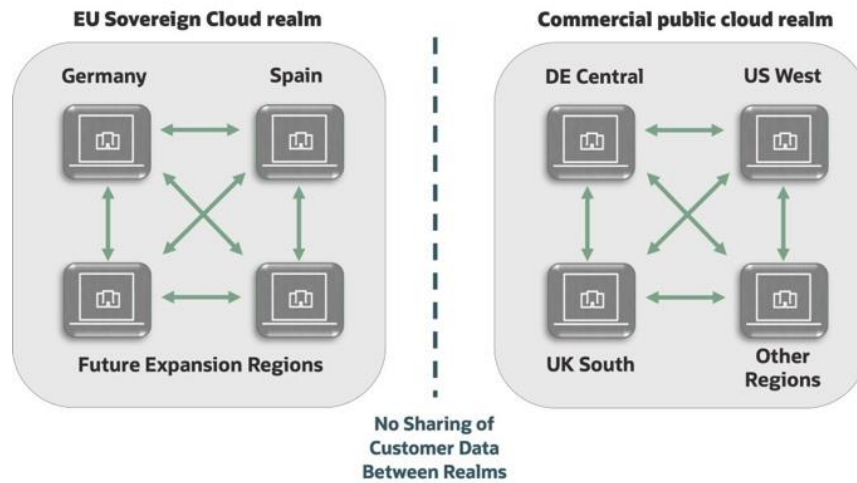 EU Sovereign Cloud realm
Germany
Spain
Future Expansion Regions
No Sharing of
Customer Data
Between Realms
Commercial public cloud realm
DE Central
US West
UK South
Other
Regions